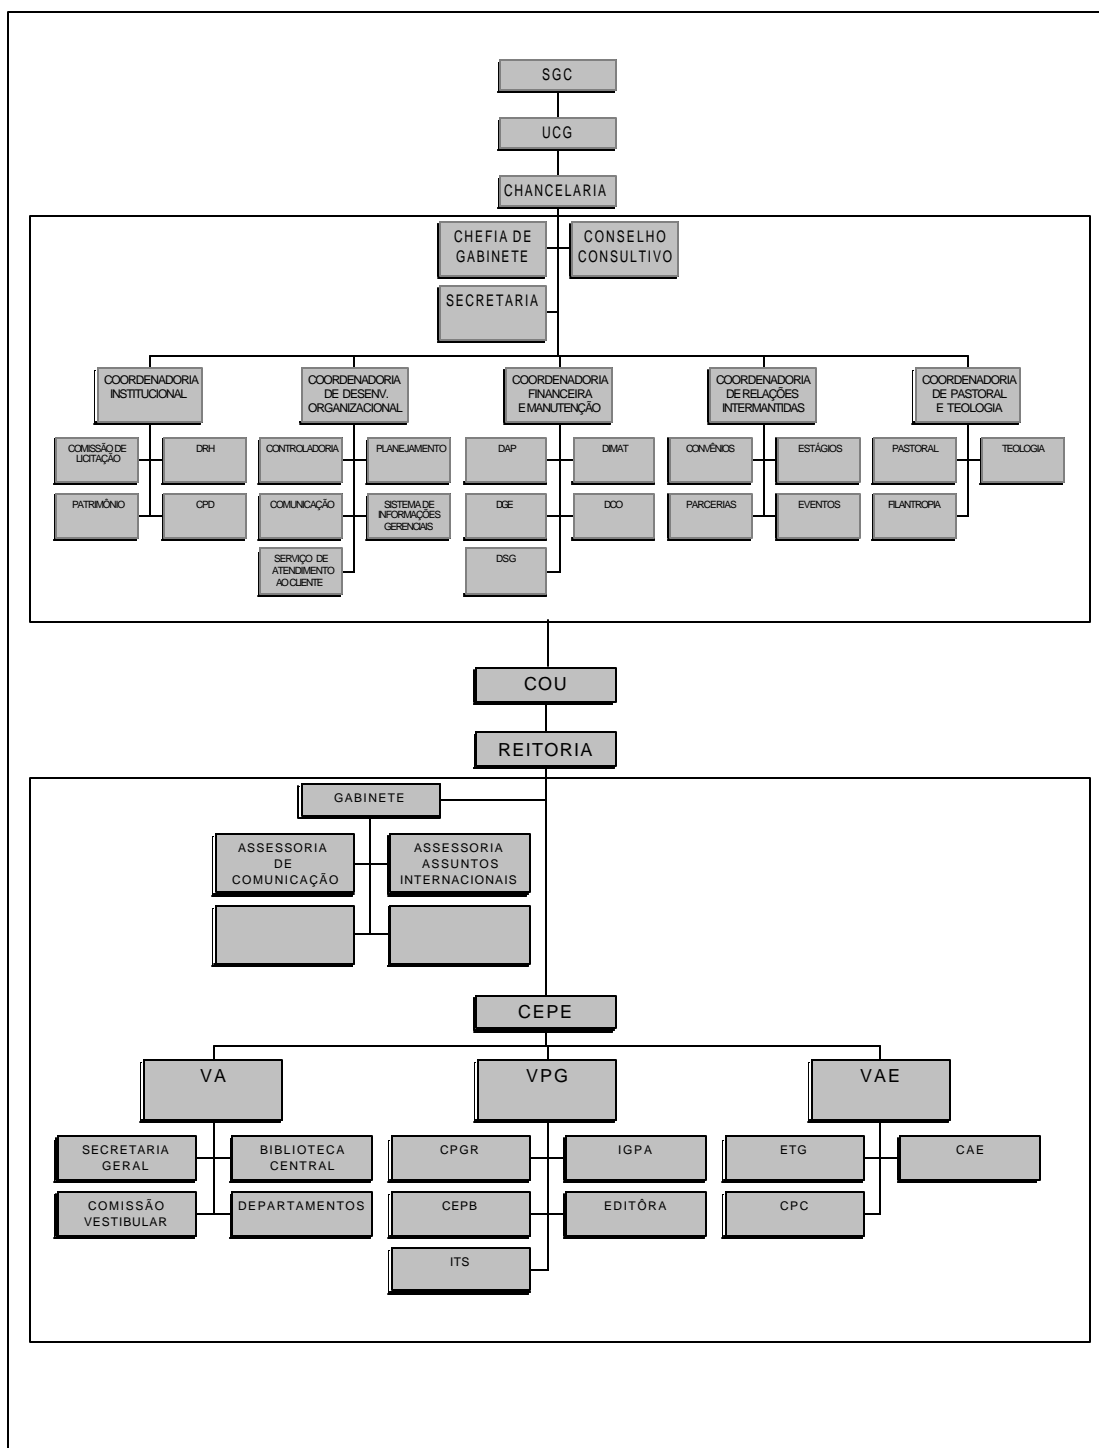 SGC
UCG
CHANCELARIA
CHEFIA DE
GABINETE
CONSELHO
CONSULTIVO
SECRETARIA
COORDENADORIA
INSTITUCIONAL
COORDENADORIA
DE DESENV.
ORGANIZACIONAL
COORDENADORIA
FINANCEIRA
E MANUTENÇÃO
COORDENADORIA
DE RELAÇÕES
INTERMANTIDAS
COORDENADORIA
DE PASTORAL
E TEOLOGIA
COMISSÃO DE
LICITAÇÃO
DRH
CONTROLADORIA
PLANEJAMENTO
DAP
DIMAT
CONVÊNIOS
ESTÁGIOS
PASTORAL
TEOLOGIA
PATRIMÔNIO
CPD
COMUNICAÇÃO
SISTEMA DE
INFORMAÇÕES
GERENCIAIS
DGE
DCO
PARCERIAS
EVENTOS
FILANTROPIA
SERVIÇO DE
ATENDIMENTO
AO CLIENTE
DSG
COU
REITORIA
GABINETE
ASSESSORIA
DE
COMUNICAÇÃO
ASSESSORIA
ASSUNTOS
INTERNACIONAIS
CEPE
VA
VPG
VAE
SECRETARIA
GERAL
BIBLIOTECA
CENTRAL
CPGR
IGPA
ETG
CAE
COMISSÃO
VESTIBULAR
DEPARTAMENTOS
CEPB
EDITÔRA
CPC
ITS